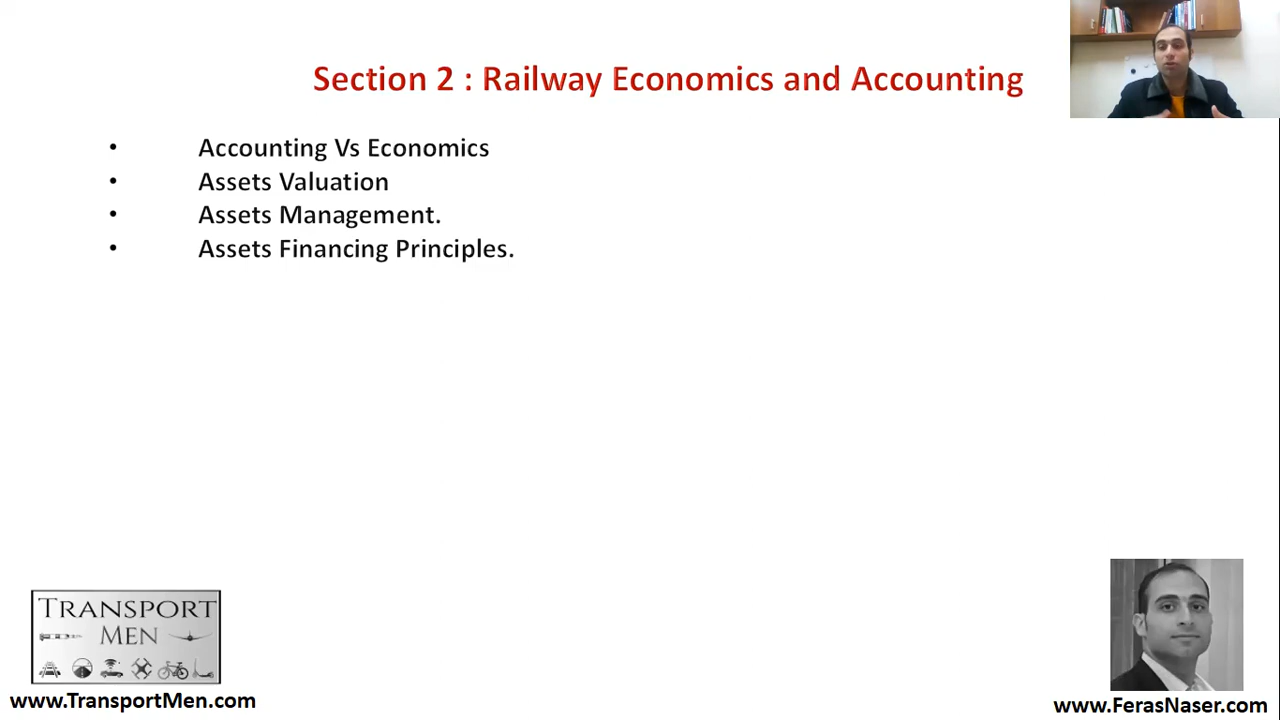 Section 2 : Railway Economics and Accounting
• Accounting Vs Economics
• Assets Valuation
• Assets Management.
• Assets Financing Principles.
TRANSPORT
MEN
www.TransportMen.com
www.FerasNaser.com